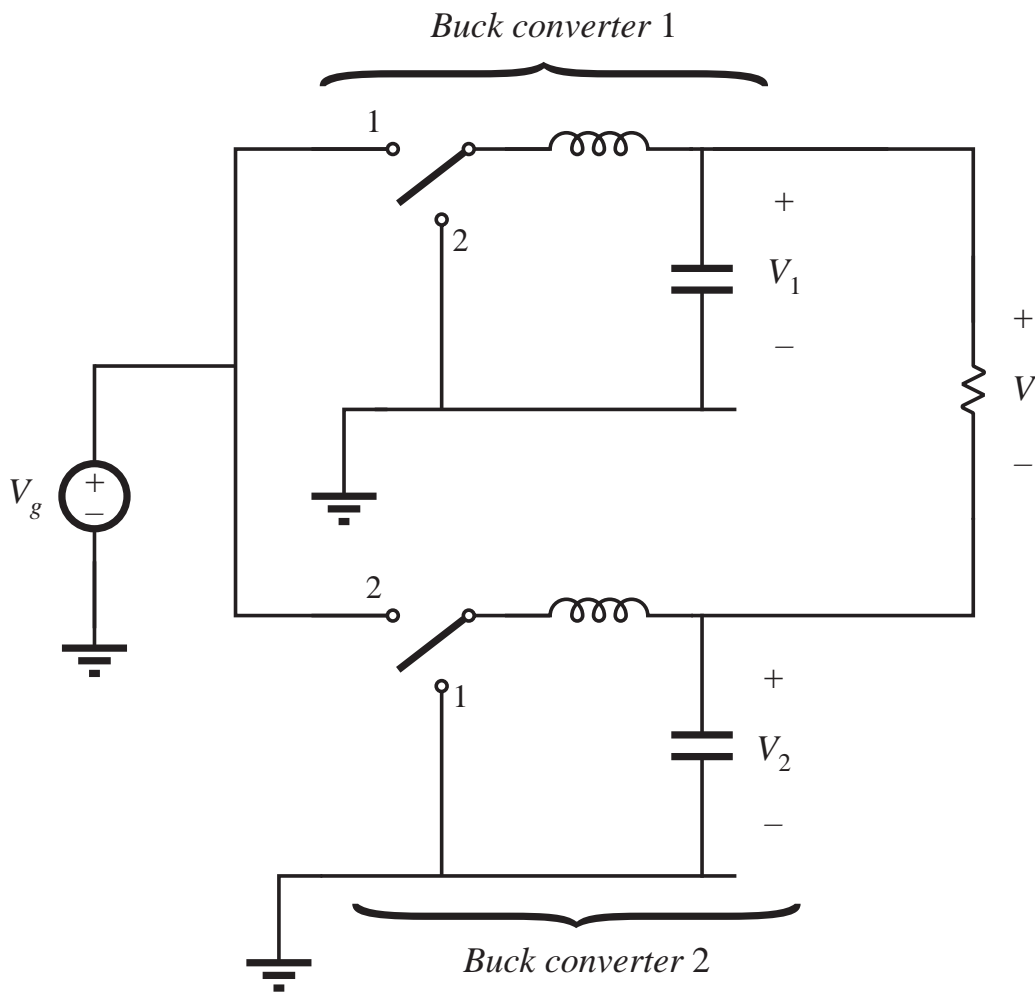 Buck converter 1
1
2
+
V1
–
+
V
–
Vg
+
–
2
1
+
V2
–
Buck converter 2